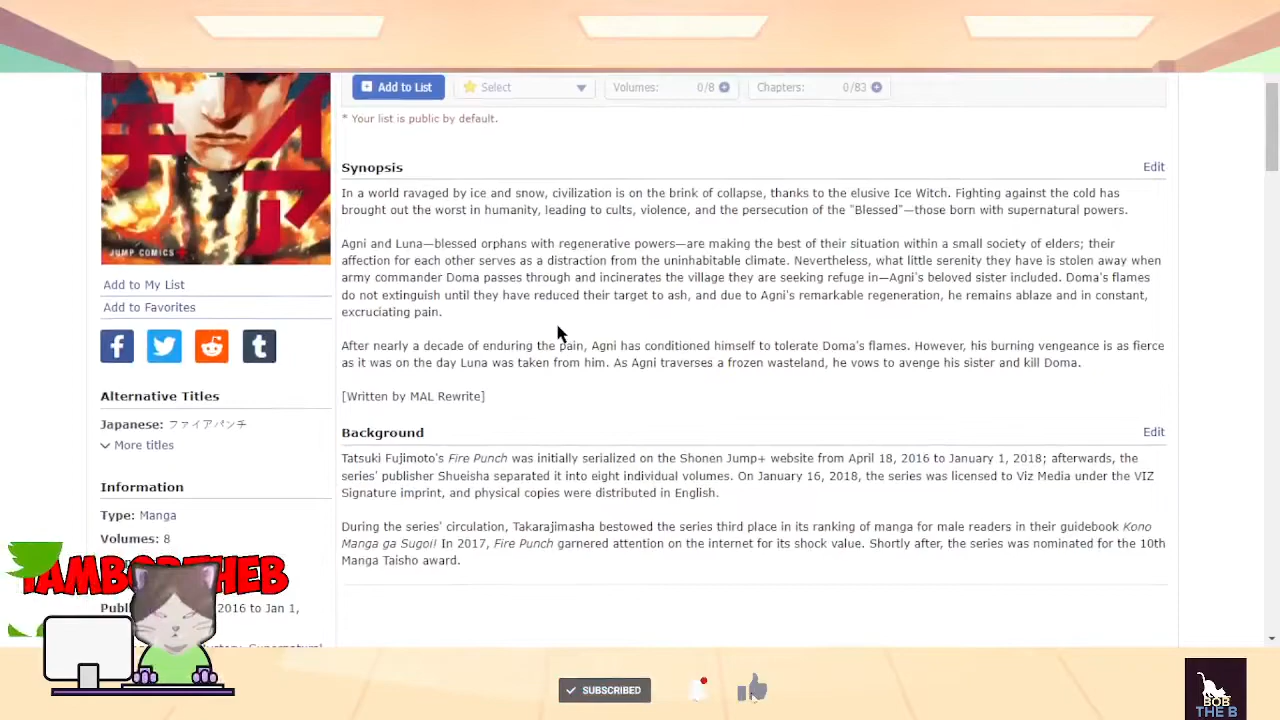 Add to List
Select
Volumes: 0/8
Chapters: 0/83
* Your list is public by default.
Synopsis
Edit
In a world ravaged by ice and snow, civilization is on the brink of collapse, thanks to the elusive Ice Witch. Fighting against the cold has
brought out the worst in humanity, leading to cults, violence, and the persecution of the "Blessed"—those born with supernatural powers.
Agni and Luna—blessed orphans with regenerative powers—are making the best of their situation within a small society of elders; their
affection for each other serves as a distraction from the uninhabitable climate. Nevertheless, what little serenity they have is stolen away when
army commander Doma passes through and incinerates the village they are seeking refuge in—Agni's beloved sister included. Doma's flames
do not extinguish until they have reduced their target to ash, and due to Agni's remarkable regeneration, he remains ablaze and in constant,
excruciating pain.
After nearly a decade of enduring the pain, Agni has conditioned himself to tolerate Doma's flames. However, his burning vengeance is as fierce
as it was on the day Luna was taken from him. As Agni traverses a frozen wasteland, he vows to avenge his sister and kill Doma.
[Written by MAL Rewrite]
Background
Edit
Tatsuki Fujimoto's Fire Punch was initially serialized on the Shonen Jump+ website from April 18, 2016 to January 1, 2018; afterwards, the
series' publisher Shueisha separated it into eight individual volumes. On January 16, 2018, the series was licensed to Viz Media under the VIZ
Signature imprint, and physical copies were distributed in English.
During the series' circulation, Takarajimasha bestowed the series third place in its ranking of manga for male readers in their guidebook Kono
Manga ga Sugoi! In 2017, Fire Punch garnered attention on the internet for its shock value. Shortly after, the series was nominated for the 10th
Manga Taisho award.
チ
イ
ア
JUMP COMICS
Add to My List
Add to Favorites
f
t
Alternative Titles
Japanese: ファイアパンチ
More titles
Information
Type: Manga
Volumes: 8
IAMBOBTHEB
2016 to Jan 1,
Supernatural
SUBSCRIBED
BOB
THE B